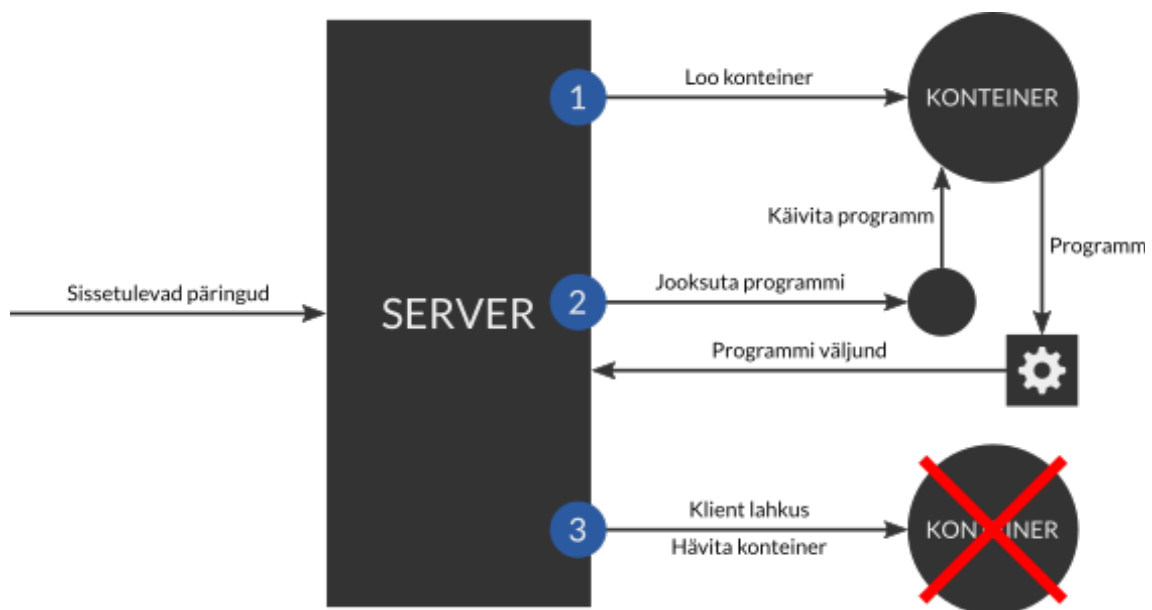 1
Loo konteiner
KONTEINER
Käivita programm
Programm
Sissetulevad päringud
SERVER
2
Jooksuta programmi
Programmi väljund
3
Klient lahkus
Hävita konteiner
KONTEINER